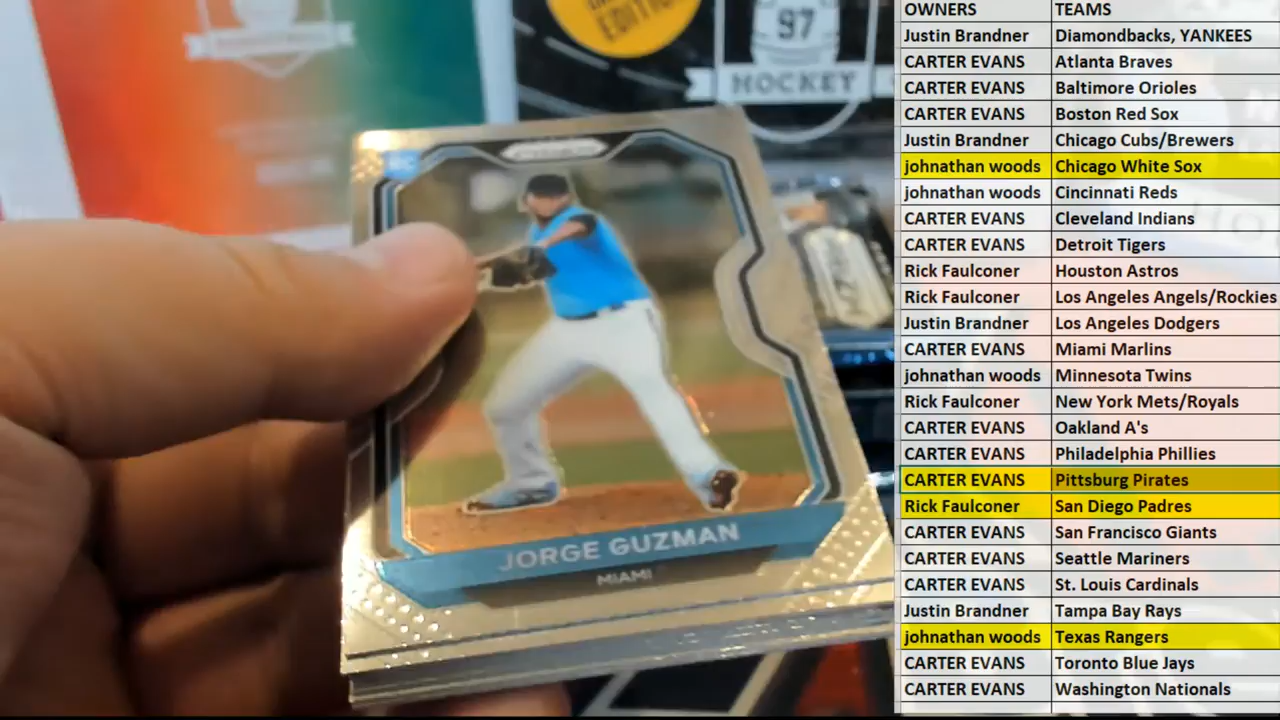 EDITION
97
HOCKEY
RC
JORGE GUZMAN
MIAMI
OWNERS TEAMS
Justin Brandner Diamondbacks, YANKEES
CARTER EVANS Atlanta Braves
CARTER EVANS Baltimore Orioles
CARTER EVANS Boston Red Sox
Justin Brandner Chicago Cubs/Brewers
johnathan woods Chicago White Sox
johnathan woods Cincinnati Reds
CARTER EVANS Cleveland Indians
CARTER EVANS Detroit Tigers
Rick Faulconer Houston Astros
Rick Faulconer Los Angeles Angels/Rockies
Justin Brandner Los Angeles Dodgers
CARTER EVANS Miami Marlins
johnathan woods Minnesota Twins
Rick Faulconer New York Mets/Royals
CARTER EVANS Oakland A's
CARTER EVANS Philadelphia Phillies
CARTER EVANS Pittsburg Pirates
Rick Faulconer San Diego Padres
CARTER EVANS San Francisco Giants
CARTER EVANS Seattle Mariners
CARTER EVANS St. Louis Cardinals
Justin Brandner Tampa Bay Rays
johnathan woods Texas Rangers
CARTER EVANS Toronto Blue Jays
CARTER EVANS Washington Nationals